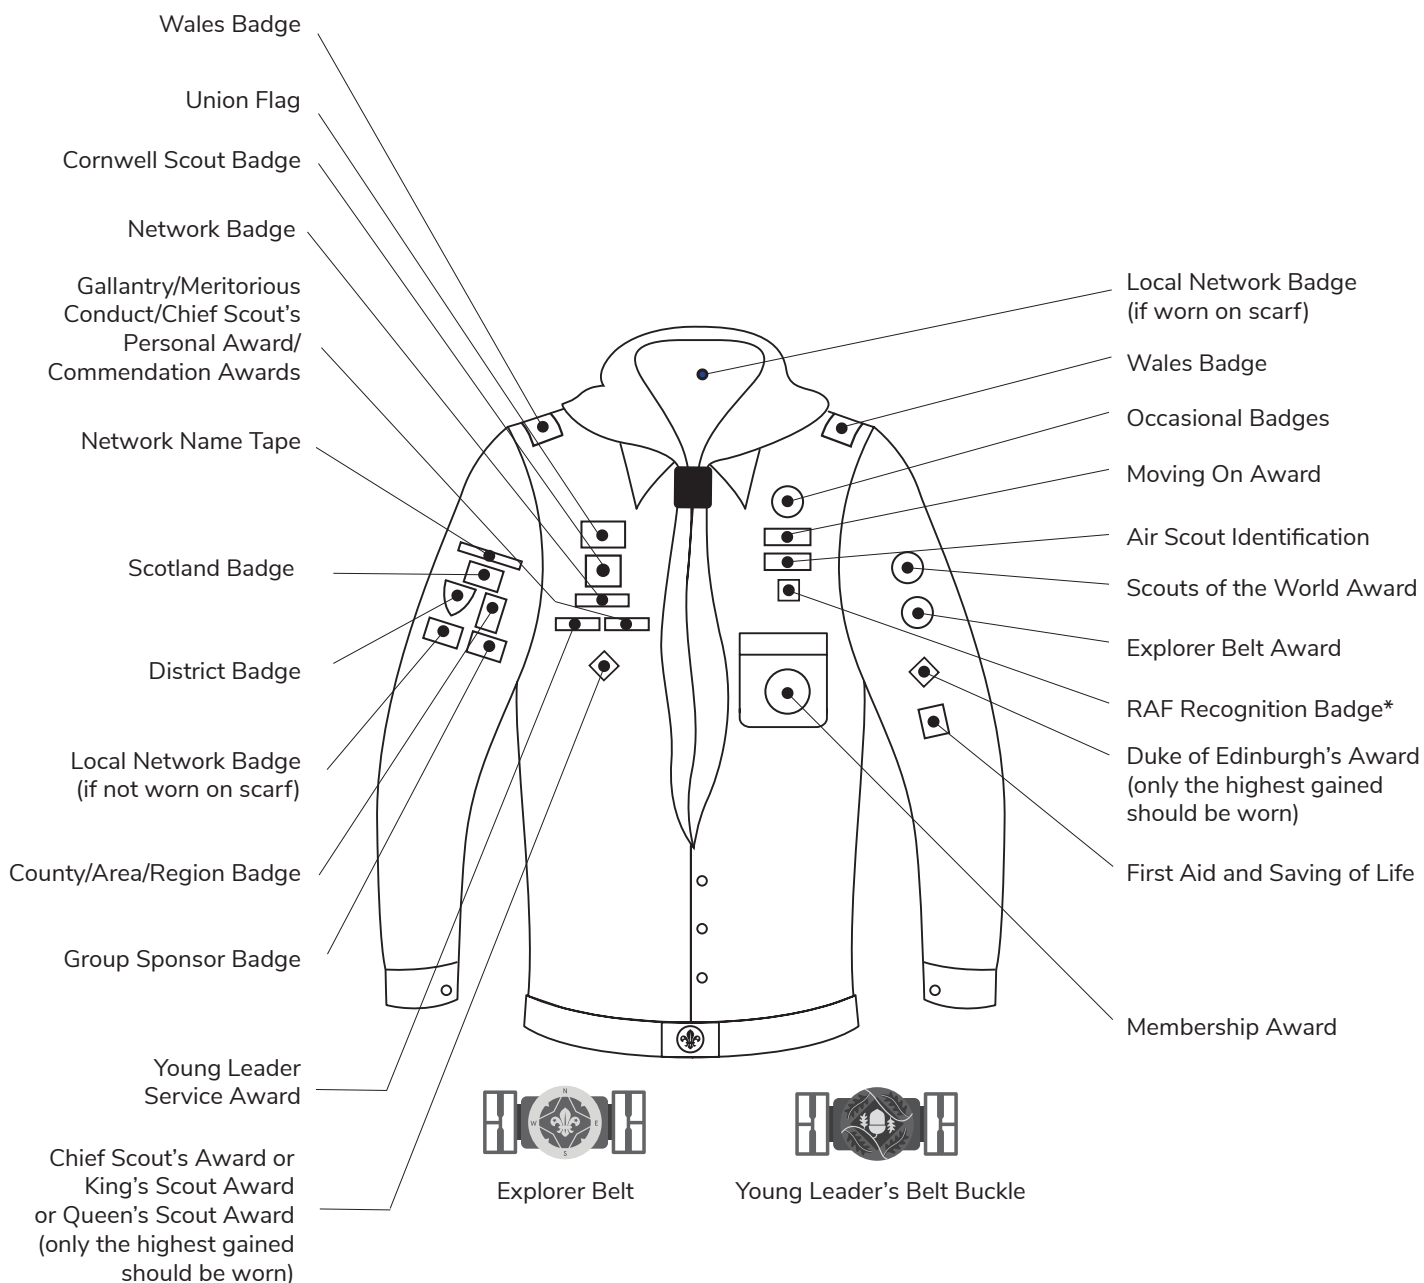 Wales Badge
Union Flag
Cornwell Scout Badge
Network Badge
Gallantry/Meritorious
Conduct/Chief Scout’s
Personal Award/
Commendation Awards
Network Name Tape
Scotland Badge
District Badge
Local Network Badge
(if not worn on scarf)
County/Area/Region Badge
Group Sponsor Badge
Young Leader
Service Award
Chief Scout’s Award or
King’s Scout Award
or Queen’s Scout Award
(only the highest gained
should be worn)
Local Network Badge
(if worn on scarf)
Wales Badge
Occasional Badges
Moving On Award
Air Scout Identification
Scouts of the World Award
Explorer Belt Award
RAF Recognition Badge*
Duke of Edinburgh’s Award
(only the highest gained
should be worn)
First Aid and Saving of Life
Membership Award
N
W E
S
Explorer Belt
Young Leader’s Belt Buckle